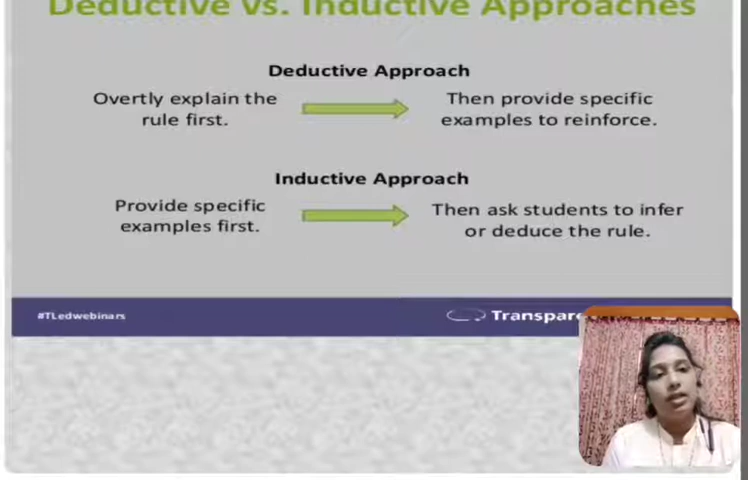 Deductive vs. Inductive Approaches
Deductive Approach
Overtly explain the
rule first.
Then provide specific
examples to reinforce.
Inductive Approach
Provide specific
examples first.
Then ask students to infer
or deduce the rule.
#TLedwebinars